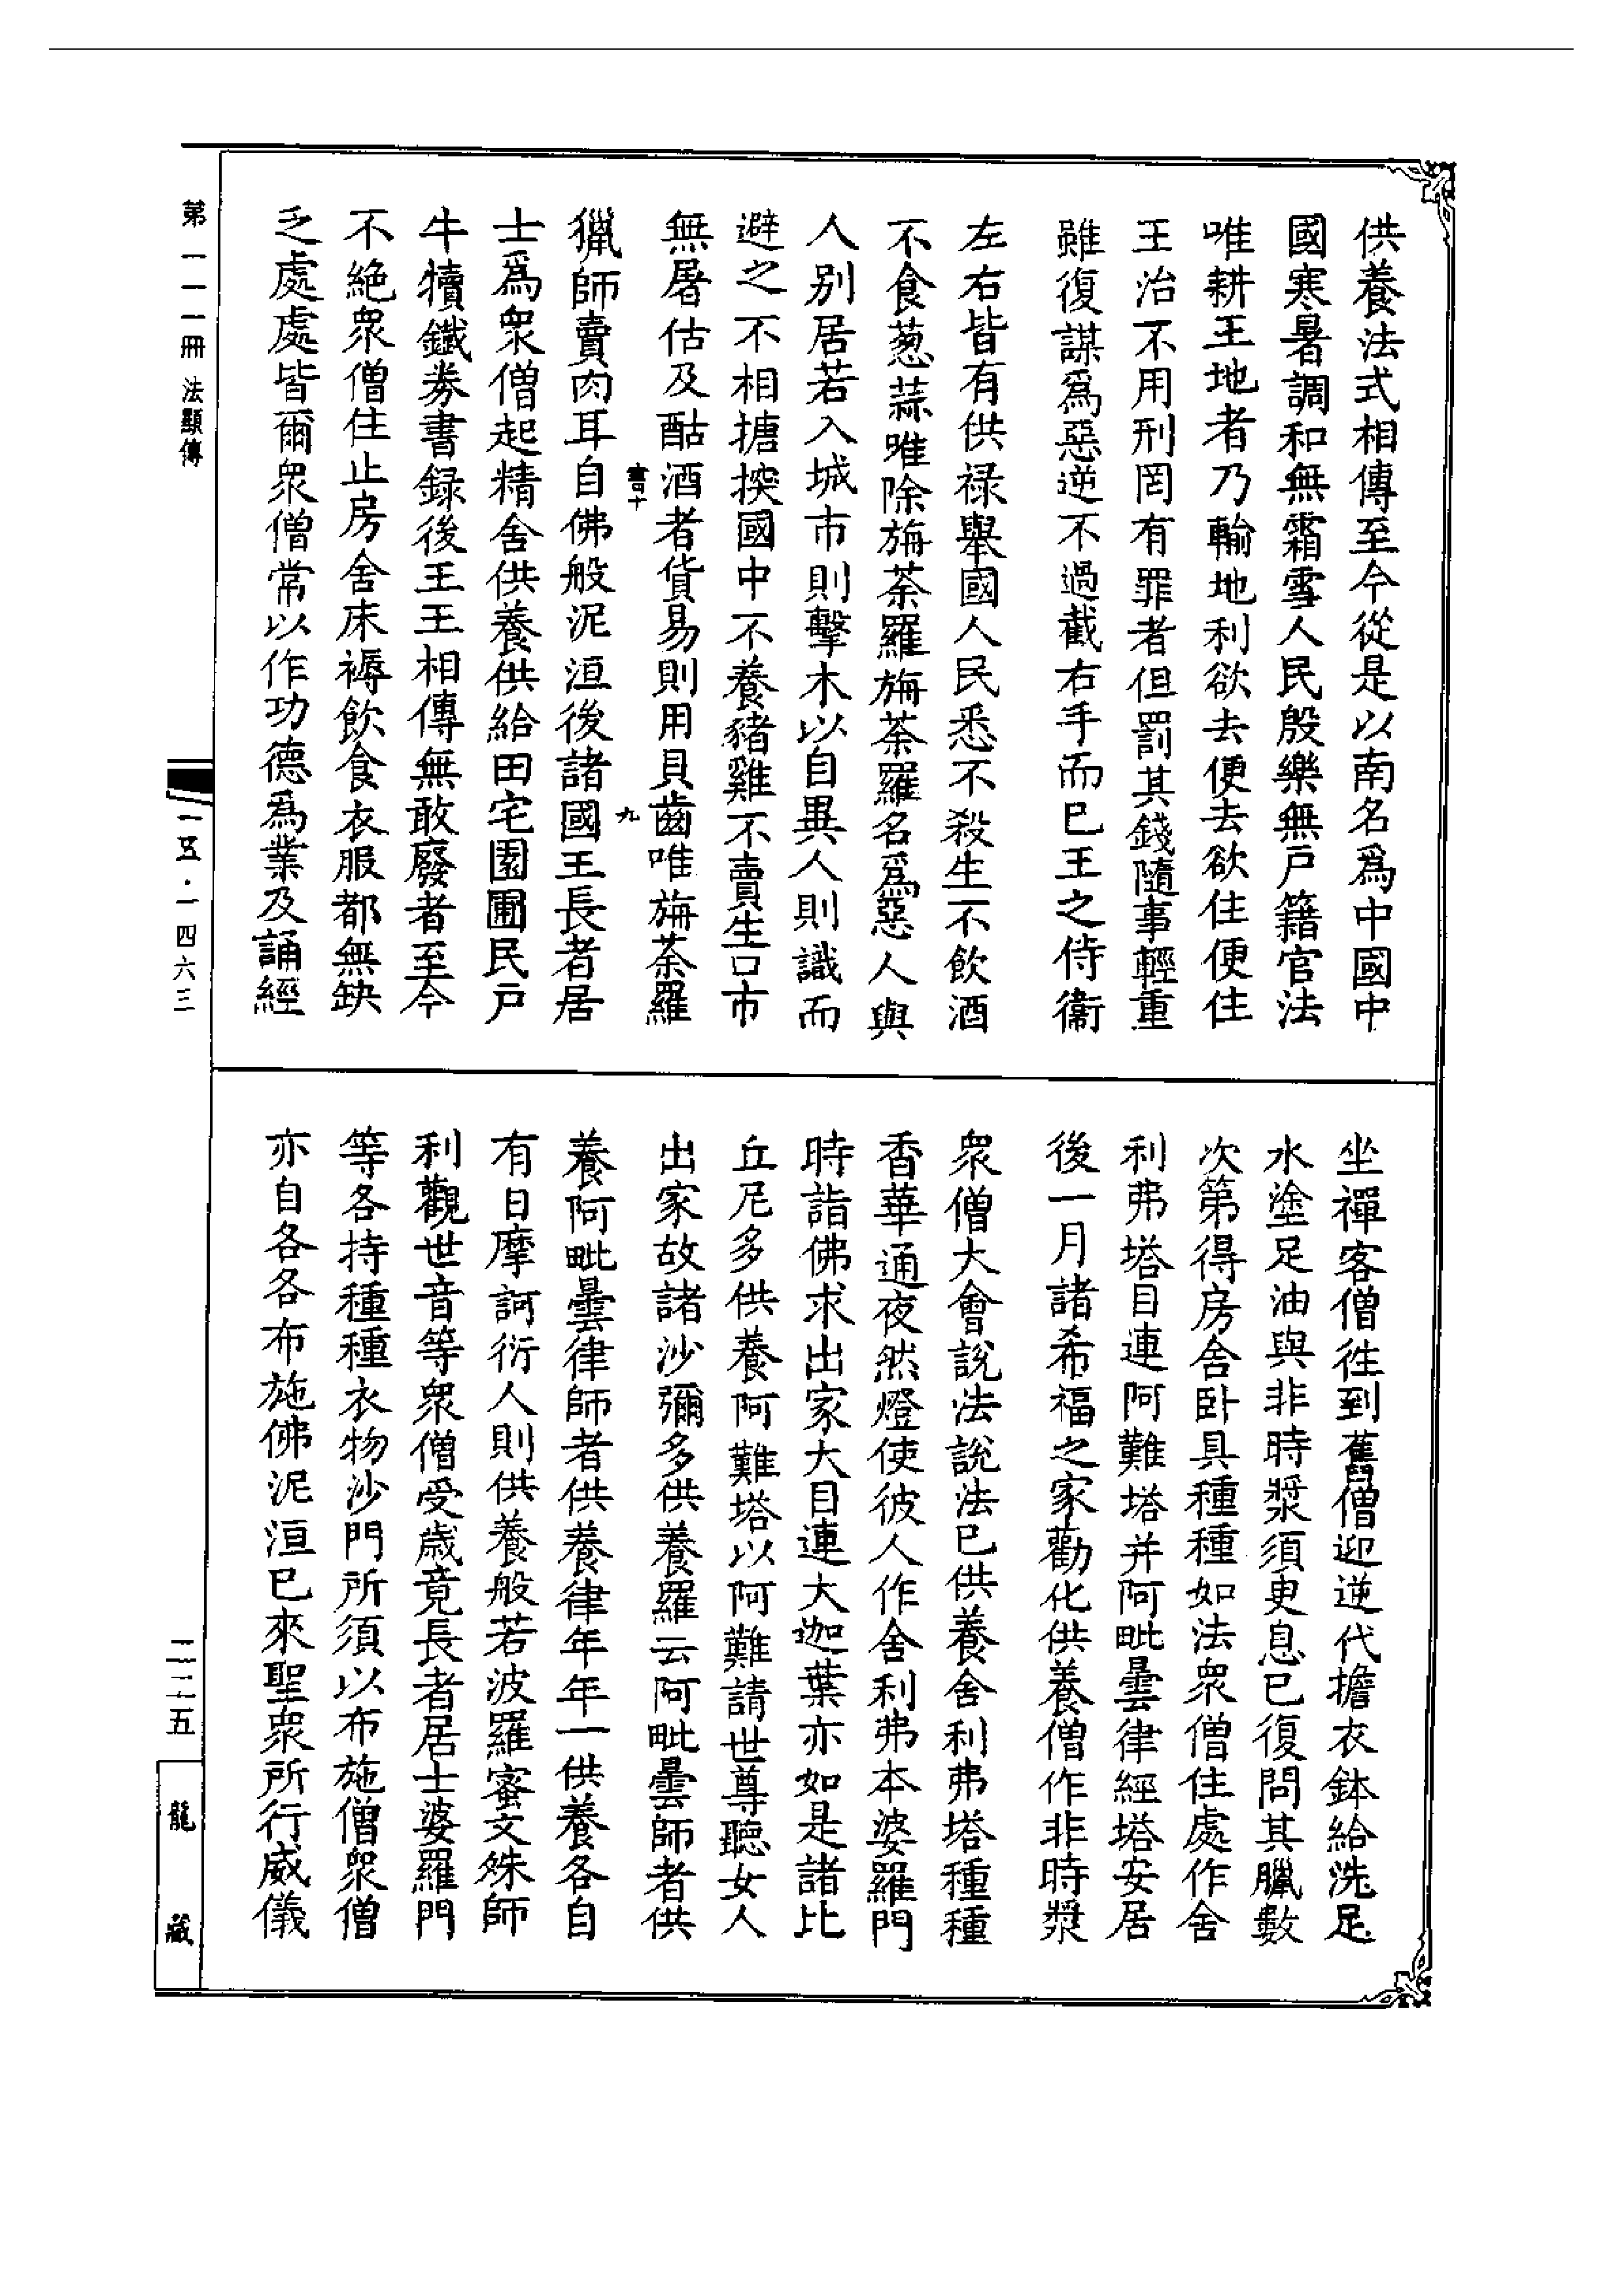 供養法式相傳至今從是以南名爲中國中
國寒暑調和無霜雪人民殷樂無戶籍官法
唯耕王地者乃輸地利欲去便去欲住便住
王治不用刑罔有罪者但罰其錢隨事輕重
雖復謀爲惡逆不過截右手而已王之侍衞
左右皆有供祿舉國人民悉不殺生不飲酒
不食葱蒜唯除旃荼羅旃荼羅名爲惡人與
人別居若入城市則擊木以自異人則識而
避之不相搪揬國中不養豬雞不賣生口市
無屠估及酤酒者貨易則用貝齒唯旃荼羅
書十 九
獵師賣肉耳自佛般泥洹後諸國王長者居
士爲衆僧起精舍供養供給田宅園圃民戶
牛犢鐵劵書録後王王相傳無敢廢者至今
不絶衆僧住止房舍床褥飲食衣服都無缺
乏處處皆爾衆僧常以作功德爲業及誦經
坐禪客僧徃到舊僧迎逆代擔衣鉢給洗足
水塗足油與非時漿須臾息已復問其臘數
次第得房舍卧具種種如法衆僧住處作舍
利弗塔目連阿難塔并阿毗曇律經塔安居
後一月諸希福之家勸化供養僧作非時漿
衆僧大會說法說法已供養舍利弗塔種種
香華通夜然燈使彼人作舍利弗本婆羅門
時詣佛求出家大目連大迦葉亦如是諸比
丘尼多供養阿難塔以阿難請世尊聽女人
出家故諸沙彌多供養羅云阿毗曇師者供
養阿毗曇律師者供養律年年一供養各自
有日摩訶衍人則供養般若波羅蜜文殊師
利觀世音等衆僧受歲竟長者居士婆羅門
等各持種種衣物沙門所須以布施僧衆僧
亦自各各布施佛泥洹已來聖衆所行威儀
第一一一冊 法顯傳
一五·一四六三
二二五
龍藏